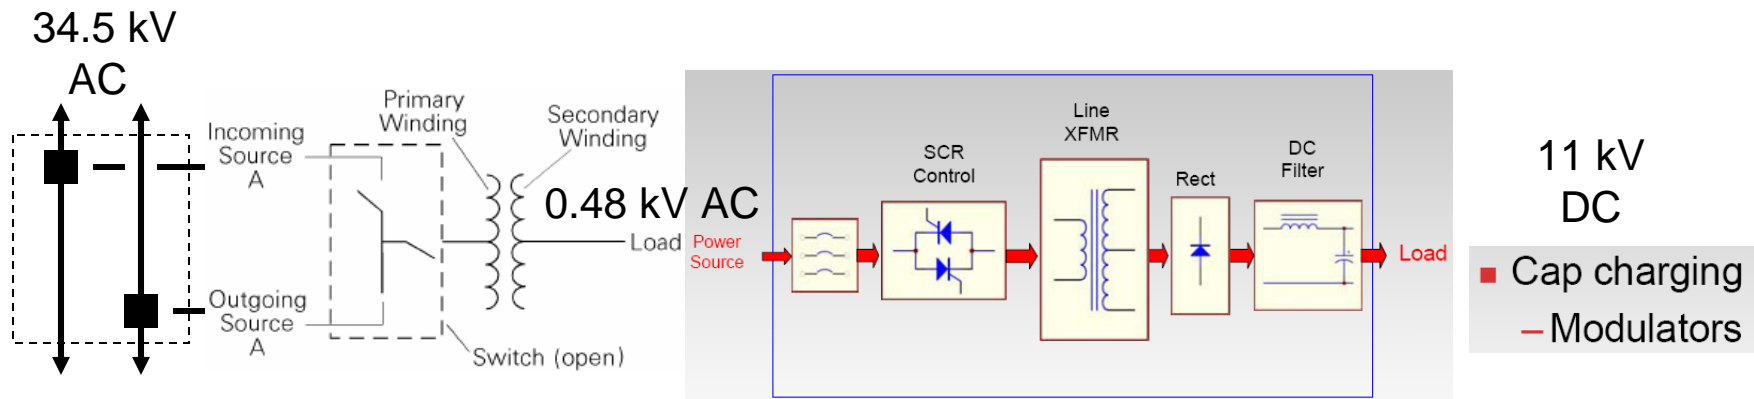 34.5 kV
AC
Incoming
Source
A
Outgoing
Source
A
Primary
Winding
Secondary
Winding
Switch (open)
0.48 kV AC
Load
Power
Source
SCR
Control
Line
XFMR
Rect
DC
Filter
Load
11 kV
DC
■ Cap charging
– Modulators